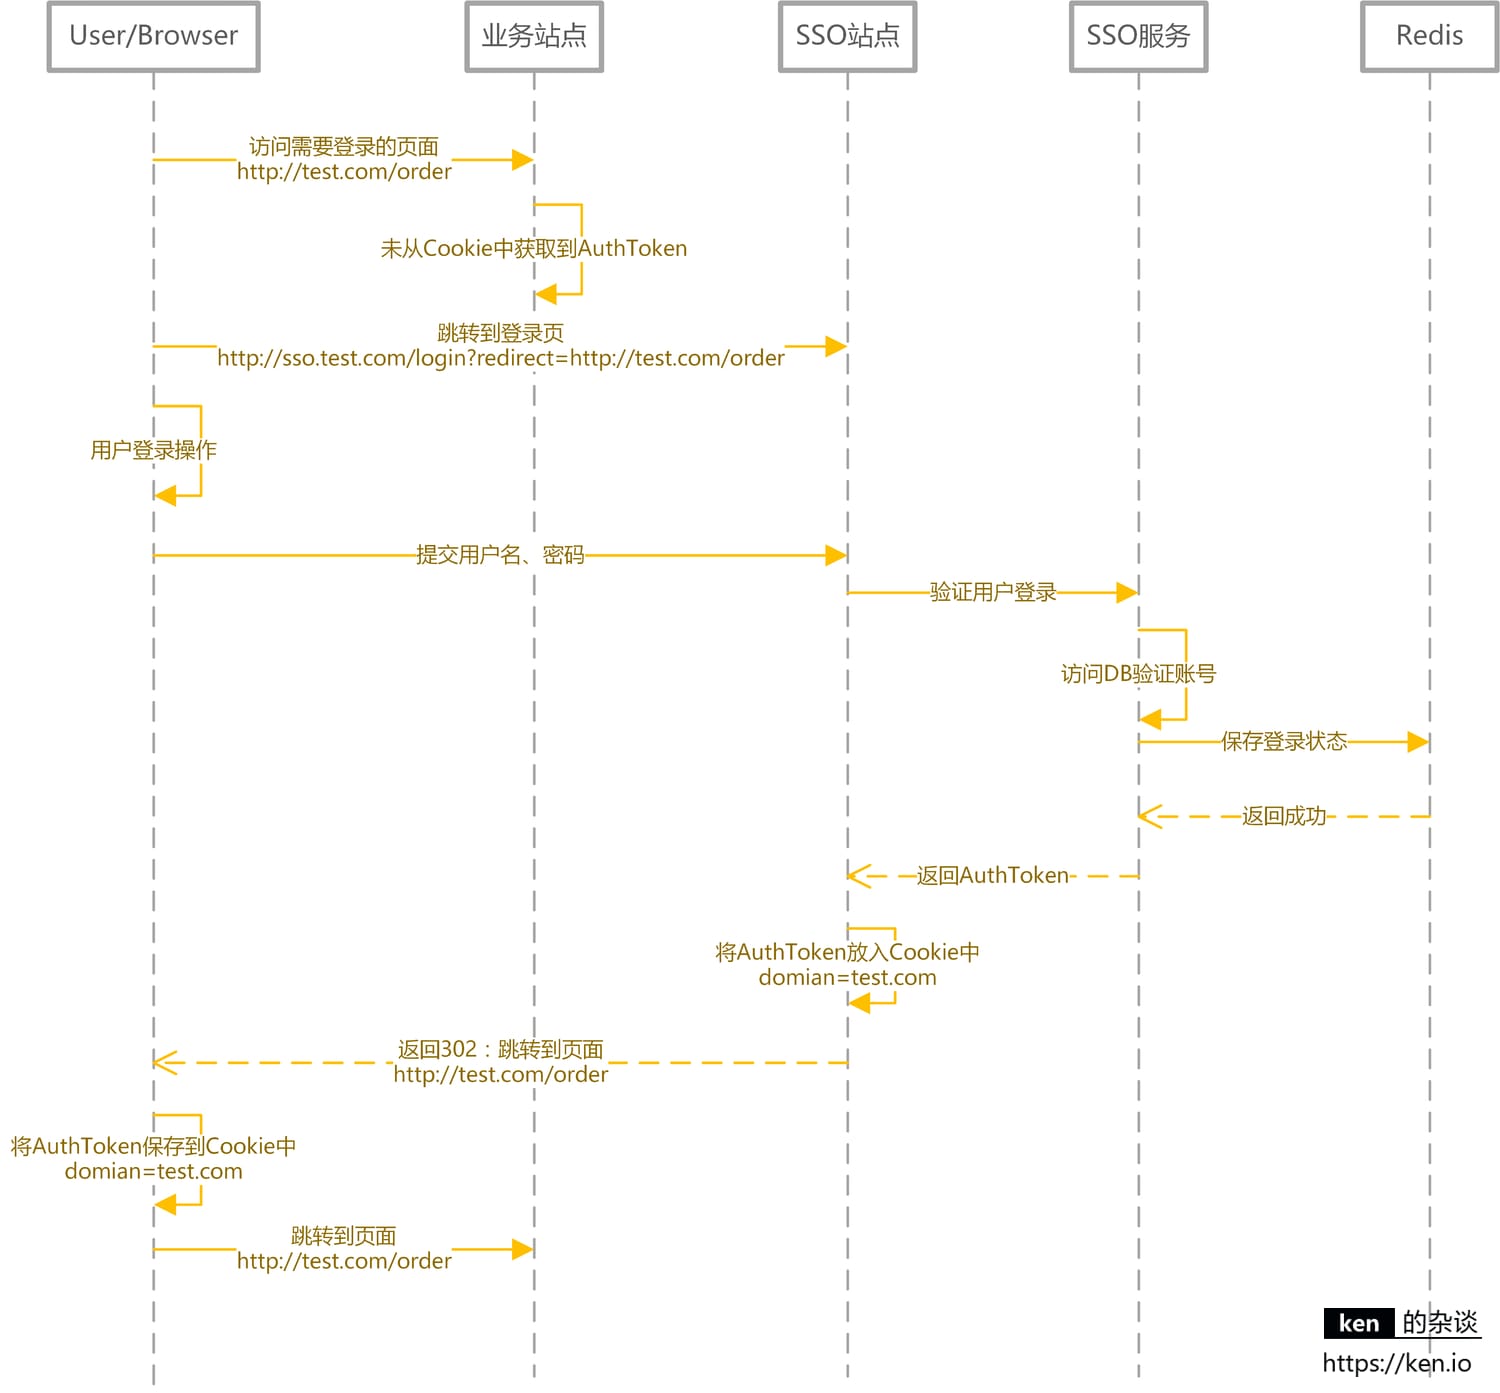 User/Browser
业务站点
SSO站点
SSO服务
Redis
访问需要登录的页面
http://test.com/order
未从Cookie中获取到AuthToken
跳转到登录页
http://sso.test.com/login?redirect=http://test.com/order
用户登录操作
提交用户名、密码
验证用户登录
访问DB验证账号
保存登录状态
返回成功
返回AuthToken
将AuthToken放入Cookie中
domian=test.com
返回302：跳转到页面
http://test.com/order
将AuthToken保存到Cookie中
domian=test.com
跳转到页面
http://test.com/order
ken 的杂谈
https://ken.io